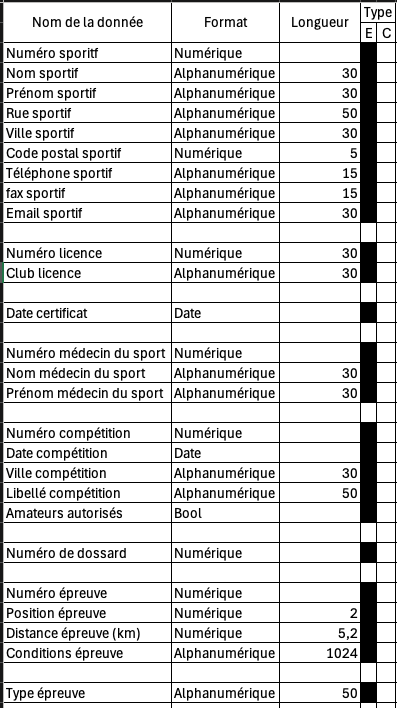 Nom de la donnée Format Longueur Type
E C
Numéro sporitf Numérique
Nom sportif Alphanumérique 30
Prénom sportif Alphanumérique 30
Rue sportif Alphanumérique 50
Ville sportif Alphanumérique 30
Code postal sportif Numérique 5
Téléphone sportif Alphanumérique 15
fax sportif Alphanumérique 15
Email sportif Alphanumérique 30
Numéro licence Numérique 30
Club licence Alphanumérique 30
Date certificat Date
Numéro médecin du sport Numérique
Nom médecin du sport Alphanumérique 30
Prénom médecin du sport Alphanumérique 30
Numéro compétition Numérique
Date compétition Date
Ville compétition Alphanumérique 30
Libellé compétition Alphanumérique 50
Amateurs autorisés Bool
Numéro de dossard Numérique
Numéro épreuve Numérique
Position épreuve Numérique 2
Distance épreuve (km) Numérique 5,2
Conditions épreuve Alphanumérique 1024
Type épreuve Alphanumérique 50